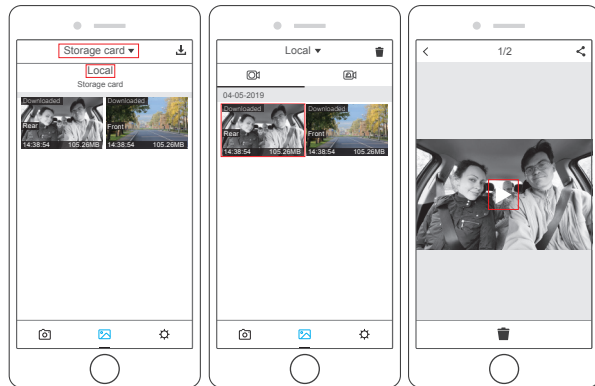 Storage card
Local
Storage card
Downloaded
Downloaded
Rear
Front
14:38:54 105.26MB
14:38:54 105.26MB
Local
04-05-2019
Downloaded
Downloaded
Rear
Front
14:38:54 105.26MB
14:38:54 105.26MB
1/2